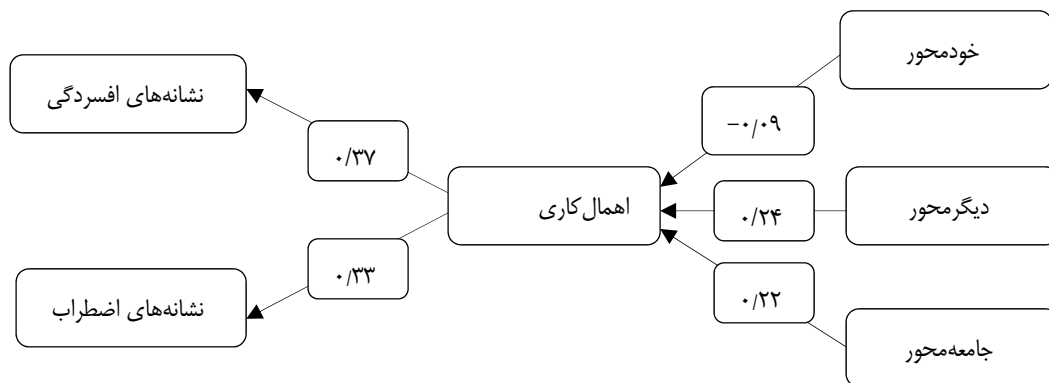 خودمحور
نشانه‌های افسردگی
−۰/۰۹
۰/۳۷
اهمال‌کاری
۰/۲۴
دیگرمحور
۰/۳۳
۰/۲۲
نشانه‌های اضطراب
جامعه‌محور